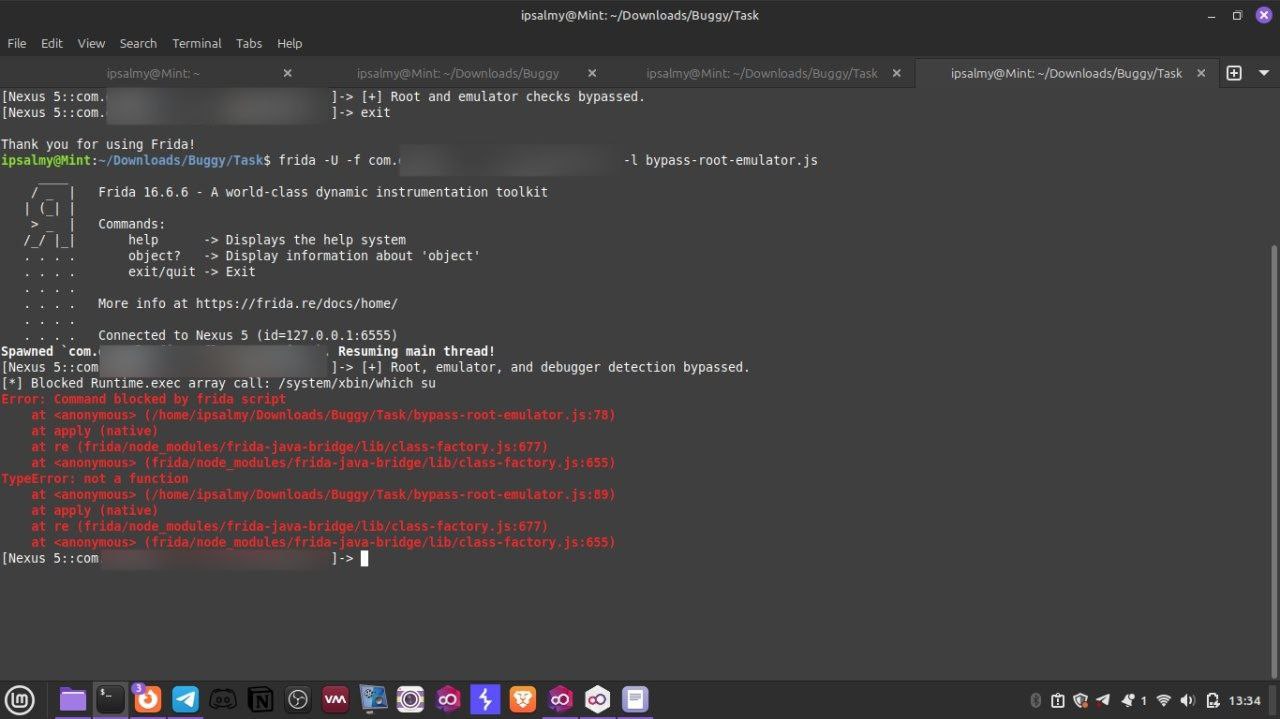 ipsalmy@Mint: ~/Downloads/Buggy/Task
File Edit View Search Terminal Tabs Help
ipsalmy@Mint: ~ ipsalmy@Mint: ~/Downloads/Buggy ipsalmy@Mint: ~/Downloads/Buggy/Task ipsalmy@Mint: ~/Downloads/Buggy/Task
[Nexus 5::com. ]-> [+] Root and emulator checks bypassed.
[Nexus 5::com. ]-> exit
Thank you for using Frida!
ipsalmy@Mint:~/Downloads/Buggy/Task$ frida -U -f com. -l bypass-root-emulator.js
     ____
    / _  |   Frida 16.6.6 - A world-class dynamic instrumentation toolkit
   | (_| |
    > _  |   Commands:
   /_/ |_|       help      -> Displays the help system
   . . . .       object?   -> Display information about 'object'
   . . . .       exit/quit -> Exit
   . . . .
   . . . .   More info at https://frida.re/docs/home/
   . . . .
   . . . .   Connected to Nexus 5 (id=127.0.0.1:6555)
Spawned `com. . Resuming main thread!
[Nexus 5::com ]-> [+] Root, emulator, and debugger detection bypassed.
[*] Blocked Runtime.exec array call: /system/xbin/which su
Error: Command blocked by frida script
    at <anonymous> (/home/ipsalmy/Downloads/Buggy/Task/bypass-root-emulator.js:78)
    at apply (native)
    at re (frida/node_modules/frida-java-bridge/lib/class-factory.js:677)
    at <anonymous> (frida/node_modules/frida-java-bridge/lib/class-factory.js:655)
TypeError: not a function
    at <anonymous> (/home/ipsalmy/Downloads/Buggy/Task/bypass-root-emulator.js:89)
    at apply (native)
    at re (frida/node_modules/frida-java-bridge/lib/class-factory.js:677)
    at <anonymous> (frida/node_modules/frida-java-bridge/lib/class-factory.js:655)
[Nexus 5::com ]->
3
1 13:34